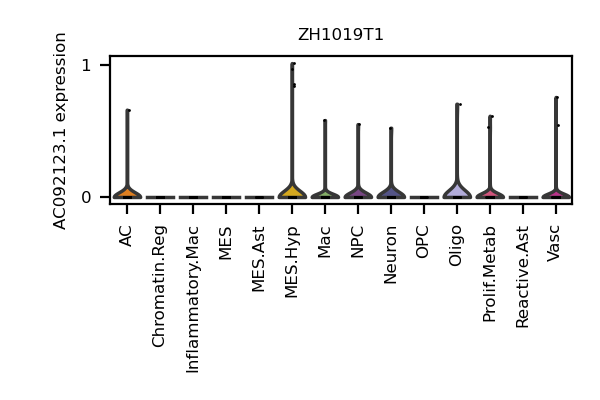 ZH1019T1
AC092123.1 expression
1
0
AC
Chromatin.Reg
Inflammatory.Mac
MES
MES.Ast
MES.Hyp
Mac
NPC
Neuron
OPC
Oligo
Prolif.Metab
Reactive.Ast
Vasc